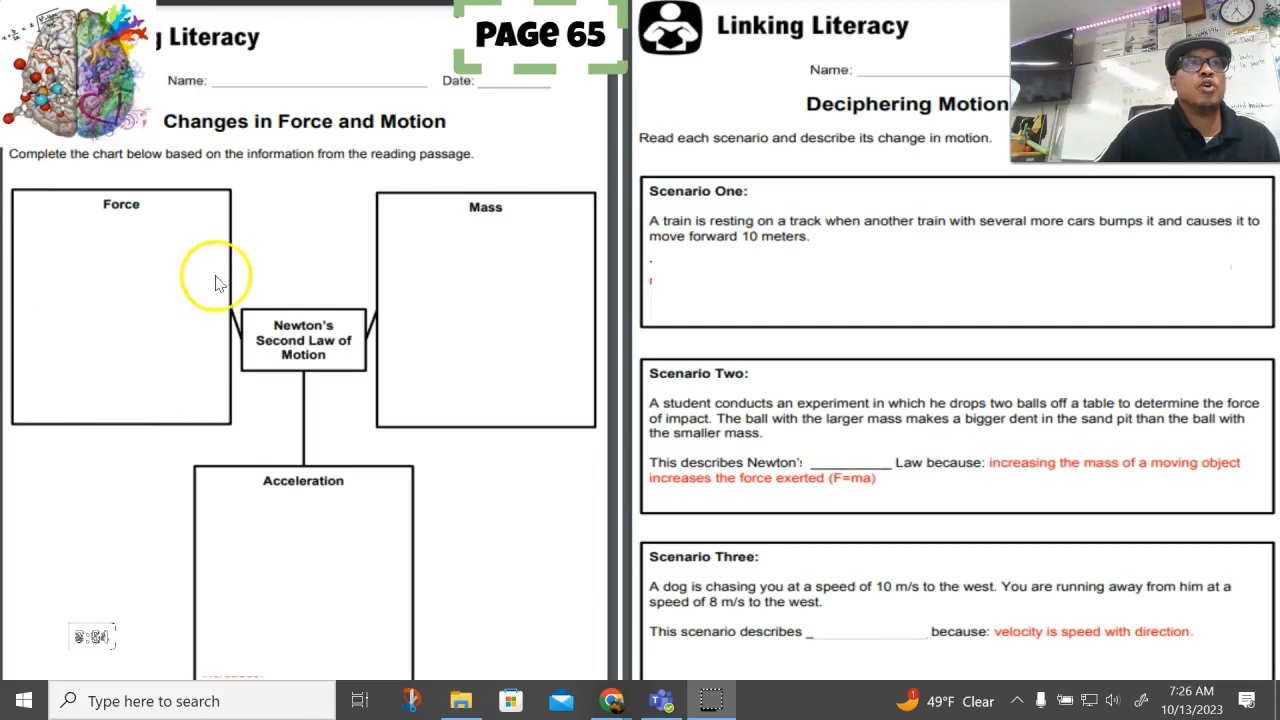 g Literacy
PAGE 65
Name:
Date:
Changes in Force and Motion
Complete the chart below based on the information from the reading passage.
Force
Mass
Newton's
Second Law of
Motion
Acceleration
3:54
Linking Literacy
Name:
Deciphering Motion
Read each scenario and describe its change in motion.
Scenario One:
A train is resting on a track when another train with several more cars bumps it and causes it to
move forward 10 meters.
Scenario Two:
A student conducts an experiment in which he drops two balls off a table to determine the force
of impact. The ball with the larger mass makes a bigger dent in the sand pit than the ball with
the smaller mass.
This describes Newton's __________ Law because: increasing the mass of a moving object
increases the force exerted (F=ma)
Scenario Three:
A dog is chasing you at a speed of 10 m/s to the west. You are running away from him at a
speed of 8 m/s to the west.
This scenario describes ______________ because: velocity is speed with direction.
Type here to search
1
49°F Clear
7:26 AM
10/13/2023